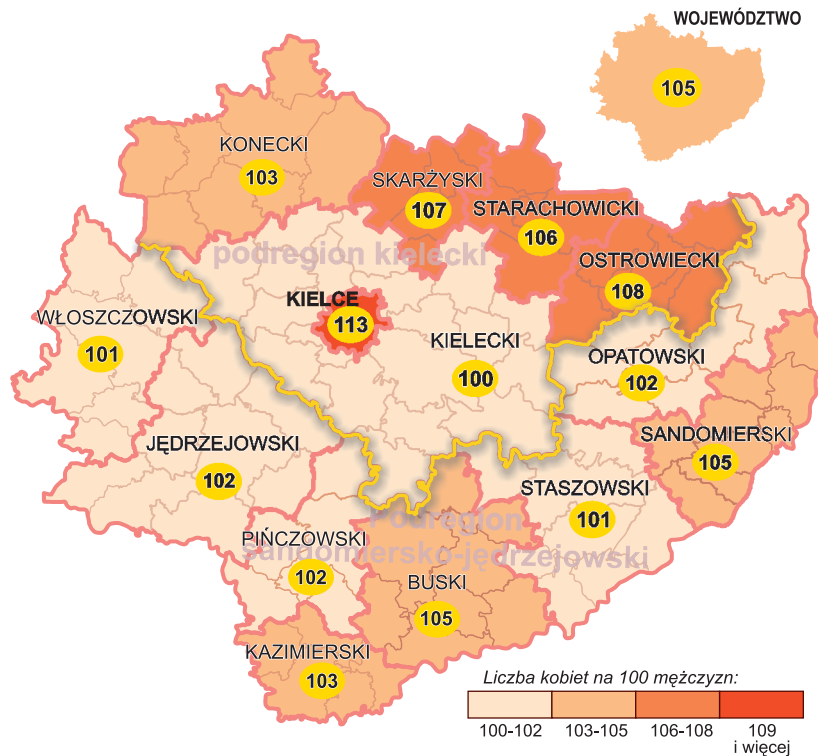 WOJEWÓDZTWO
105
KONECKI
103
SKARŻYSKI
107
STARACHOWICKI
106
podregion kielecki
OSTROWIECKI
108
KIELCE
113
WŁOSZCZOWSKI
101
KIELECKI
100
OPATOWSKI
102
SANDOMIERSKI
105
JĘDRZEJOWSKI
102
STASZOWSKI
101
Podregion
sandomiersko-jędrzejowski
PIŃCZOWSKI
102
BUSKI
105
KAZIMIERSKI
103
Liczba kobiet na 100 mężczyzn:
100-102 103-105 106-108 109
i więcej